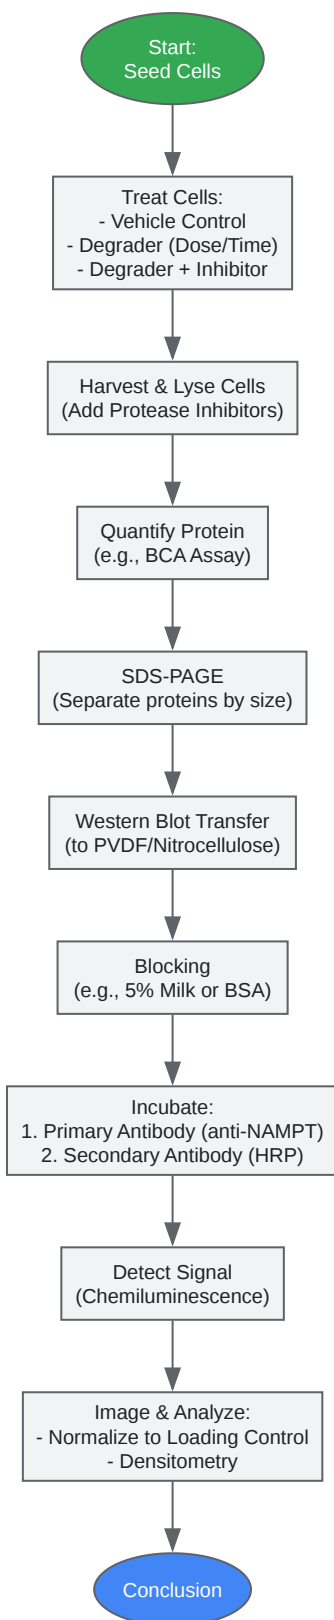 Start:
Seed Cells
Treat Cells:
- Vehicle Control
- Degrader (Dose/Time)
- Degrader + Inhibitor
Harvest & Lyse Cells
(Add Protease Inhibitors)
Quantify Protein
(e.g., BCA Assay)
SDS-PAGE
(Separate proteins by size)
Western Blot Transfer
(to PVDF/Nitrocellulose)
Blocking
(e.g., 5% Milk or BSA)
Incubate:
1. Primary Antibody (anti-NAMPT)
2. Secondary Antibody (HRP)
Detect Signal
(Chemiluminescence)
Image & Analyze:
- Normalize to Loading Control
- Densitometry
Conclusion